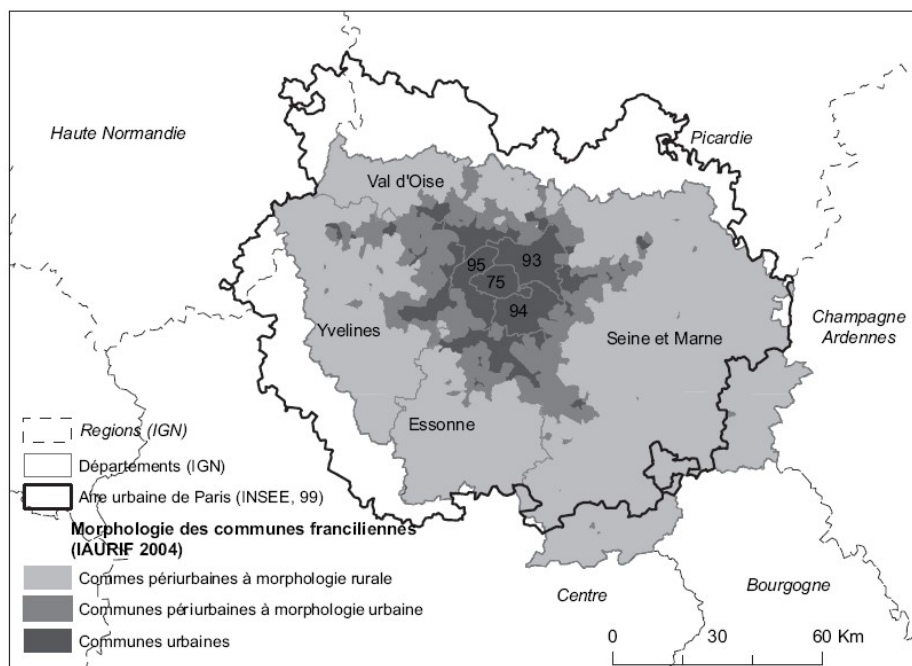 Haute Normandie
Picardie
Val d'Oise
95
93
75
94
Champagne
Ardennes
Yvelines
Seine et Marne
Essonne
Regions (IGN)
Départements (IGN)
Aire urbaine de Paris (INSEE, 99)
Morphologie des communes franciliennes
(IAURIF 2004)
Commes périurbaines à morphologie rurale
Communes périurbaines à morphologie urbaine
Communes urbaines
Centre
Bourgogne
0 30 60 Km